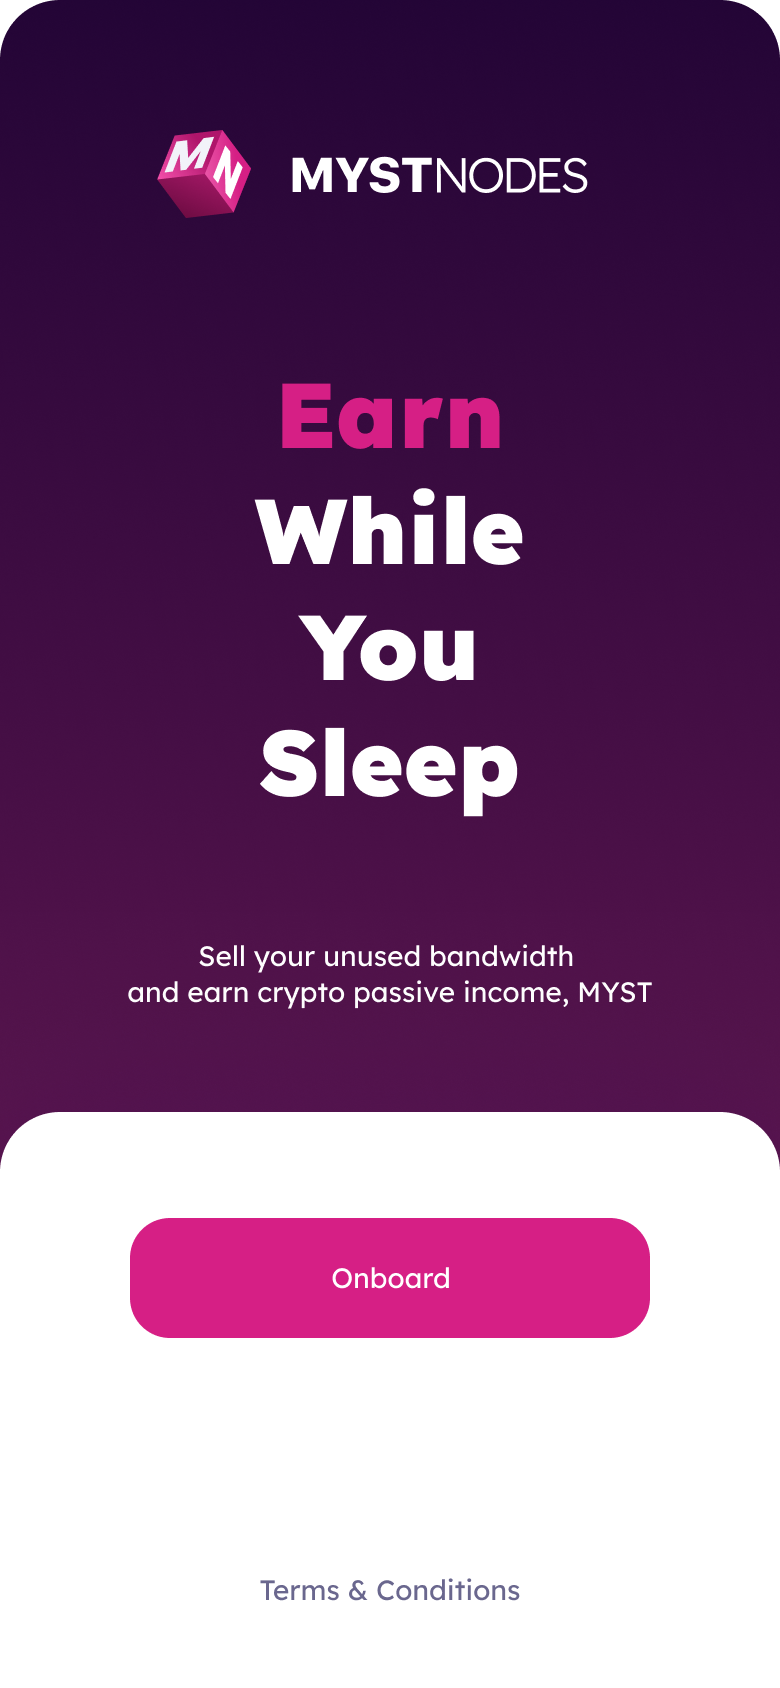 MN
MYSTNODES
Earn
While
You
Sleep
Sell your unused bandwidth
and earn crypto passive income, MYST
Onboard
Terms & Conditions